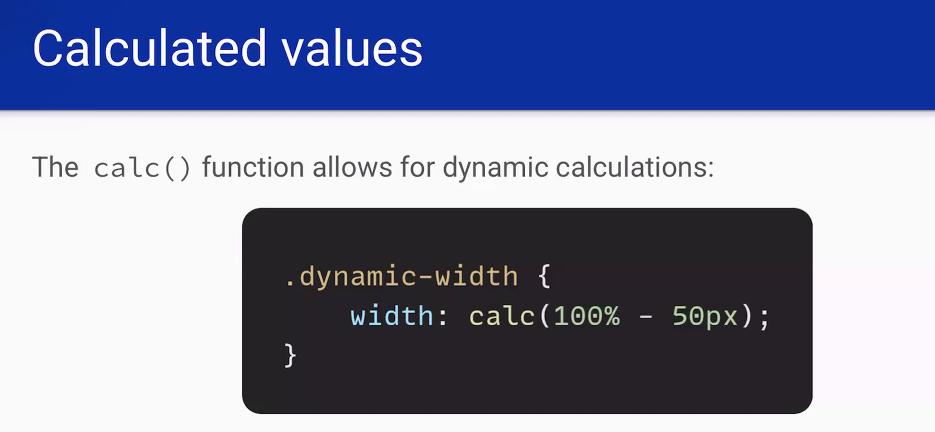 Calculated values
The calc() function allows for dynamic calculations:
.dynamic-width {
    width: calc(100% - 50px);
}